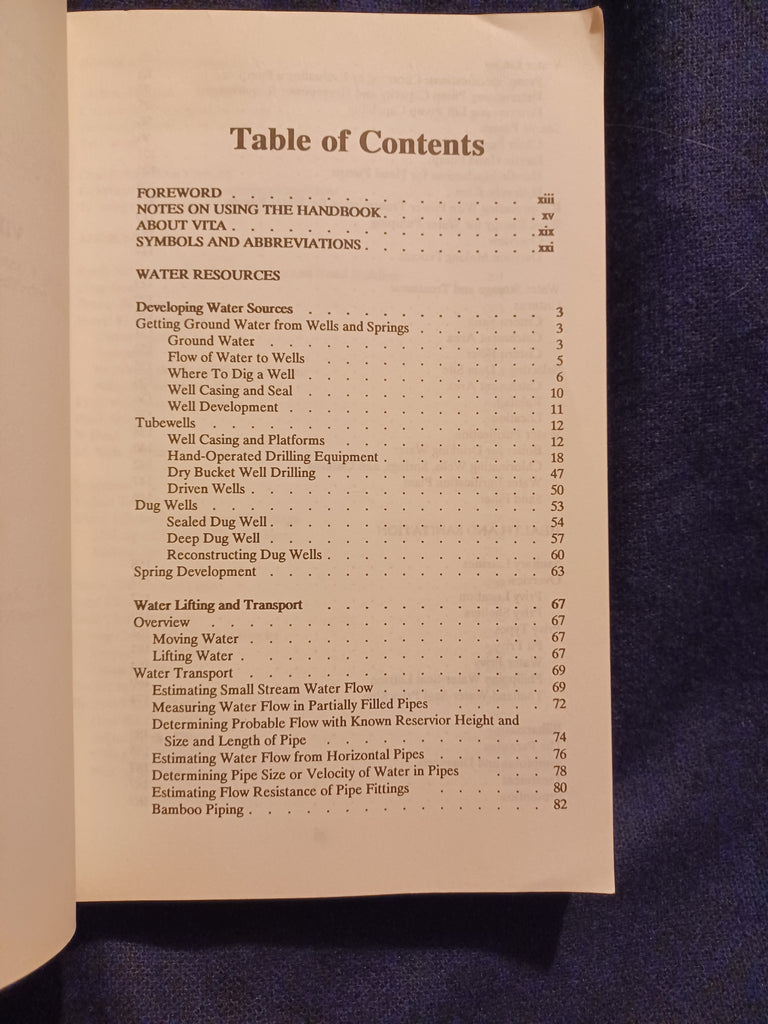 Table of Contents
FOREWORD . . . . . . . . . . . . . . xiii
NOTES ON USING THE HANDBOOK . . . . . . . . xv
ABOUT VITA . . . . . . . . . . . . . . xix
SYMBOLS AND ABBREVIATIONS . . . . . . . . . xxi
WATER RESOURCES
Developing Water Sources . . . . . . . . . . . 3
Getting Ground Water from Wells and Springs . . . . . . 3
Ground Water . . . . . . . . . . . . 3
Flow of Water to Wells . . . . . . . . . . 5
Where To Dig a Well . . . . . . . . . . . 6
Well Casing and Seal . . . . . . . . . . . 10
Well Development . . . . . . . . . . . 11
Tubewells . . . . . . . . . . . . . . 12
Well Casing and Platforms . . . . . . . . . 12
Hand-Operated Drilling Equipment . . . . . . . . 18
Dry Bucket Well Drilling . . . . . . . . . . 47
Driven Wells . . . . . . . . . . . . . 50
Dug Wells . . . . . . . . . . . . . . 53
Sealed Dug Well . . . . . . . . . . . . 54
Deep Dug Well . . . . . . . . . . . . 57
Reconstructing Dug Wells . . . . . . . . . . 60
Spring Development . . . . . . . . . . . . 63
Water Lifting and Transport . . . . . . . . . . 67
Overview . . . . . . . . . . . . . . 67
Moving Water . . . . . . . . . . . . . 67
Lifting Water . . . . . . . . . . . . . 67
Water Transport . . . . . . . . . . . . . 69
Estimating Small Stream Water Flow . . . . . . . . 69
Measuring Water Flow in Partially Filled Pipes . . . . . 72
Determining Probable Flow with Known Reservior Height and
Size and Length of Pipe . . . . . . . . . . 74
Estimating Water Flow from Horizontal Pipes . . . . . . 76
Determining Pipe Size or Velocity of Water in Pipes . . . 78
Estimating Flow Resistance of Pipe Fittings . . . . . . 80
Bamboo Piping . . . . . . . . . . . . . 82